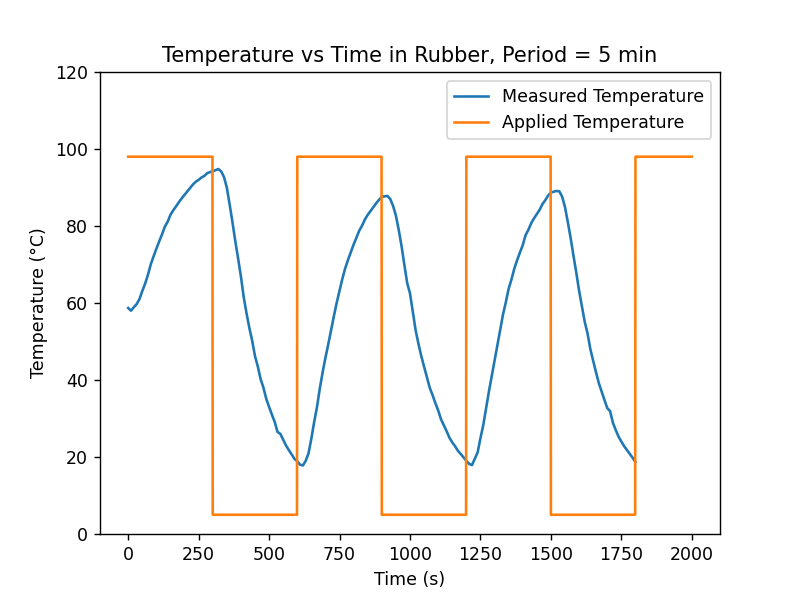 Temperature vs Time in Rubber, Period = 5 min
Measured Temperature
Applied Temperature
120
100
80
60
40
20
0
Temperature (°C)
0 250 500 750 1000 1250 1500 1750 2000
Time (s)